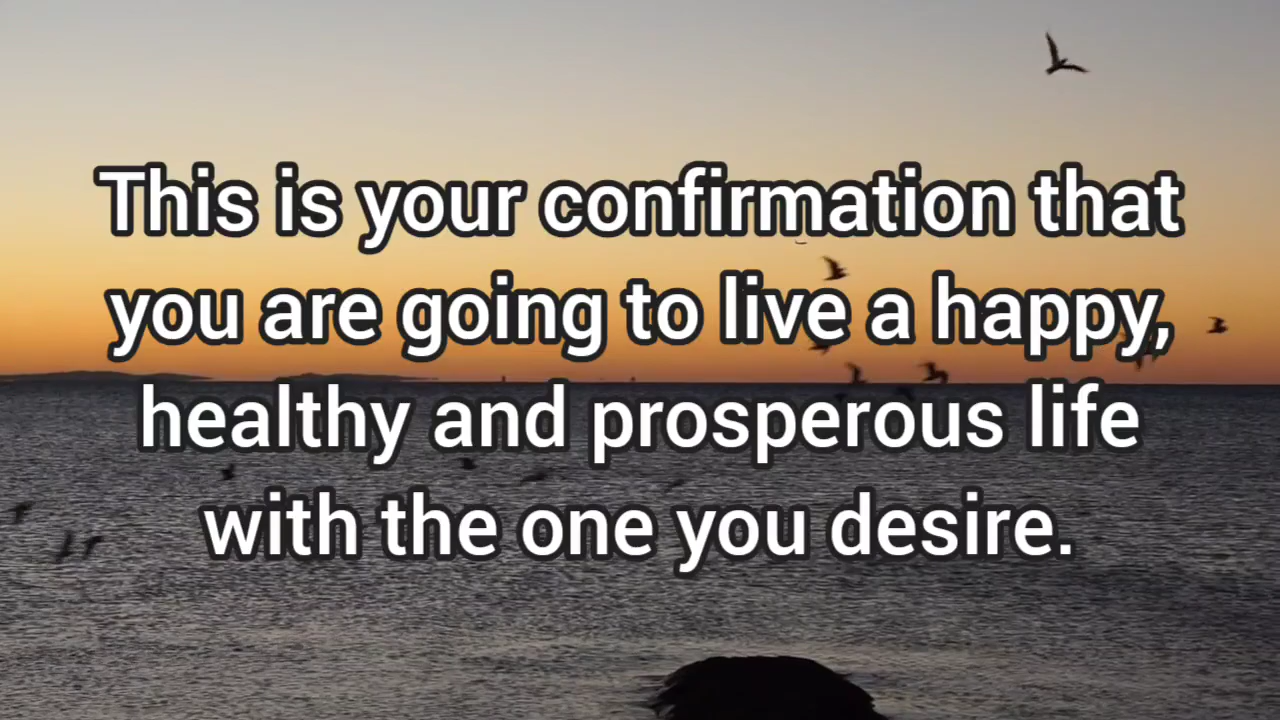 This is your confirmation that
you are going to live a happy,
healthy and prosperous life
with the one you desire.